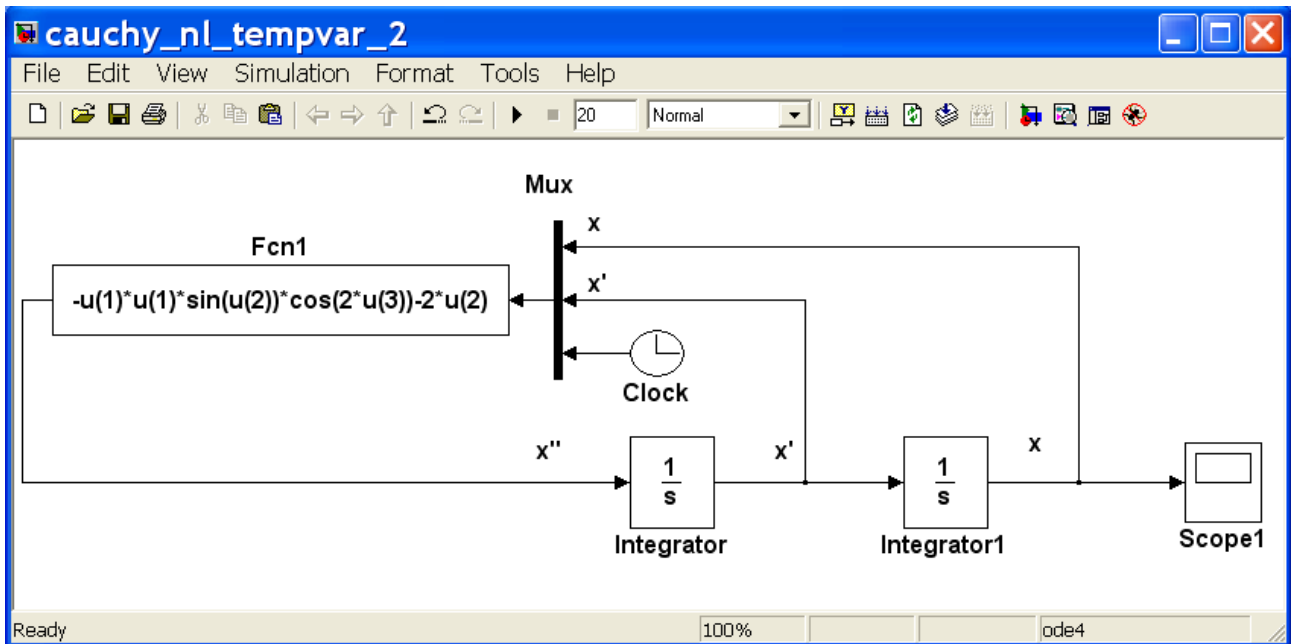 cauchy_nl_tempvar_2
File Edit View Simulation Format Tools Help
20 Normal
Mux
x
Fcn1
-u(1)*u(1)*sin(u(2))*cos(2*u(3))-2*u(2)
x'
Clock
x'' x' x
1
s
1
s
Integrator Integrator1 Scope1
Ready 100% ode4